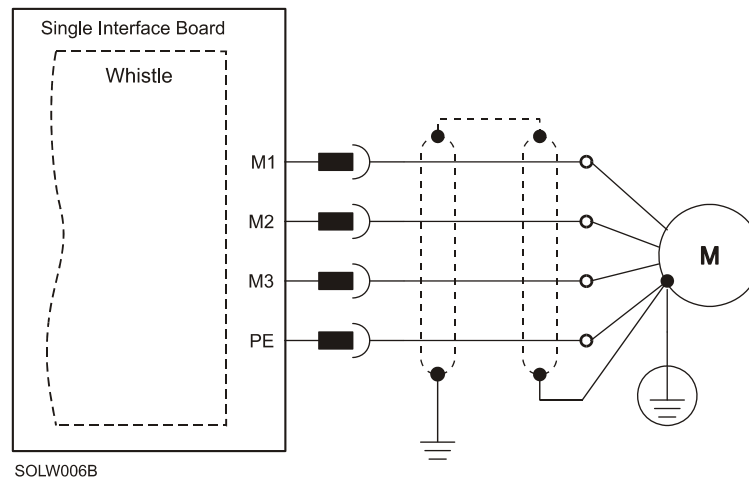 Single Interface Board
Whistle
M1
M2
M3
PE
M
SOLW006B